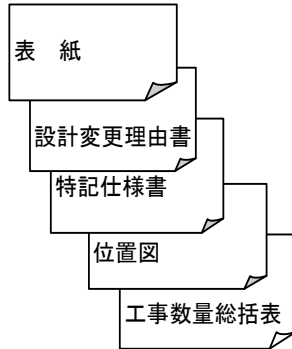 表　紙
設計変更理由書
特記仕様書
位置図
工事数量総括表